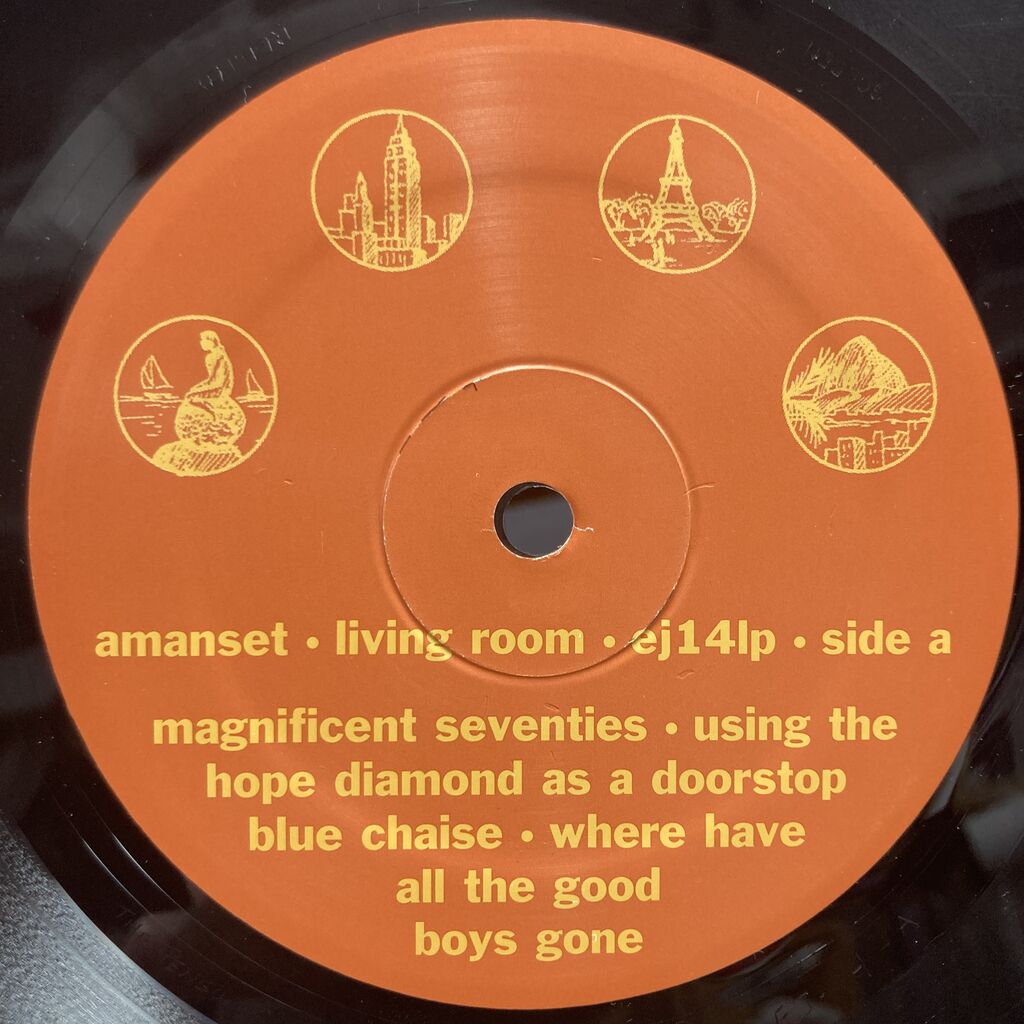 amanset • living room • ej14lp • side a
magnificent seventies • using the
hope diamond as a doorstop
blue chaise • where have
all the good
boys gone